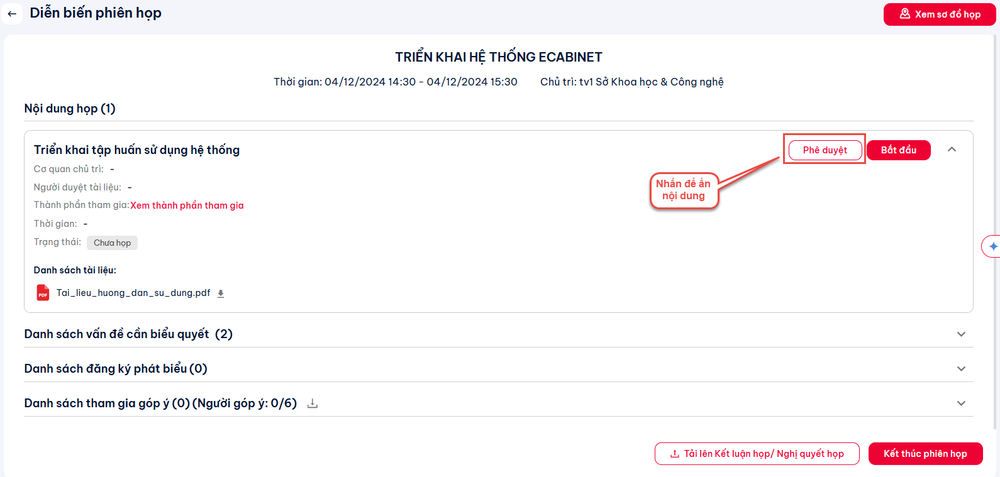 Diễn biến phiên họp
Xem sơ đồ họp
TRIỂN KHAI HỆ THỐNG ECABINET
Thời gian: 04/12/2024 14:30 - 04/12/2024 15:30 Chủ trì: tv1 Sở Khoa học & Công nghệ
Nội dung họp (1)
Triển khai tập huấn sử dụng hệ thống
Phê duyệt
Bắt đầu
Cơ quan chủ trì: -
Người duyệt tài liệu: -
Nhấn để ẩn
nội dung
Thành phần tham gia:Xem thành phần tham gia
Thời gian: -
Trạng thái: Chưa họp
Danh sách tài liệu:
PDF Tai_lieu_huong_dan_su_dung.pdf
Danh sách vấn đề cần biểu quyết (2)
Danh sách đăng ký phát biểu (0)
Danh sách tham gia góp ý (0) (Người góp ý: 0/6)
Tải lên Kết luận họp/ Nghị quyết họp
Kết thúc phiên họp